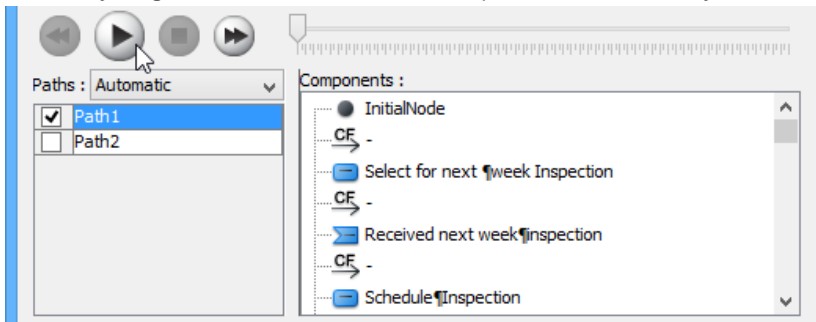 Paths : Automatic
Path1
Path2
Components :
InitialNode
CF -
Select for next ¶week Inspection
CF -
Received next week¶inspection
CF -
Schedule¶Inspection